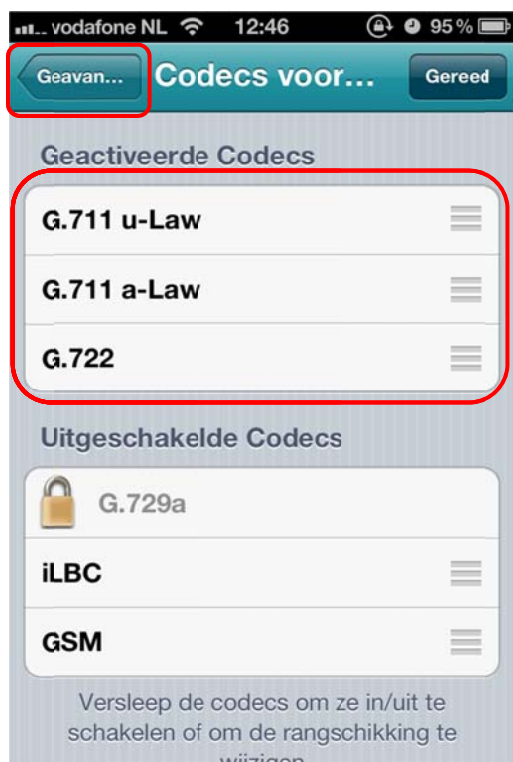 vodafone NL 12:46 95%
Geavan... Codecs voor... Gereed
Geactiveerde Codecs
G.711 u-Law
G.711 a-Law
G.722
Uitgeschakelde Codecs
G.729a
iLBC
GSM
Versleep de codecs om ze in/uit te
schakelen of om de rangschikking te
wijzigen